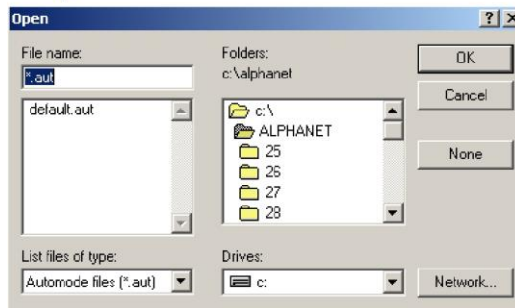 Open
File name:
*.aut
default.aut
List files of type:
Automode files (*.aut)
Folders:
c:\alphanet
c:\
ALPHANET
25
26
27
28
Drives:
c:
OK
Cancel
None
Network...